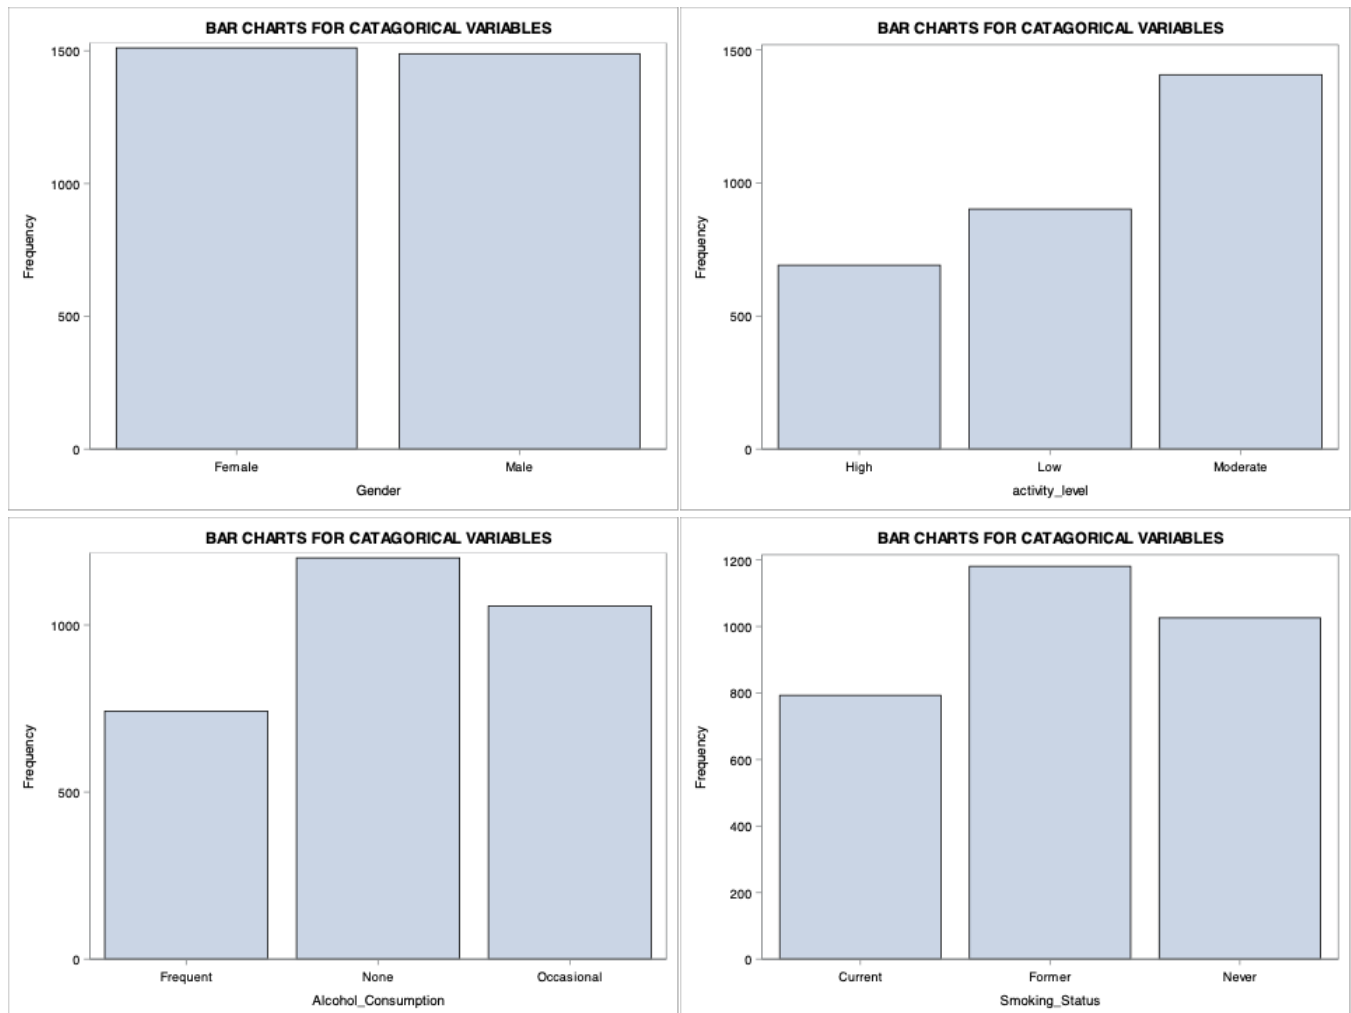 BAR CHARTS FOR CATAGORICAL VARIABLES
1500
1000
500
0
Frequency
Female
Male
Gender
BAR CHARTS FOR CATAGORICAL VARIABLES
1500
1000
500
0
Frequency
High
Low
Moderate
activity_level
BAR CHARTS FOR CATAGORICAL VARIABLES
1000
500
0
Frequency
Frequent
None
Occasional
Alcohol_Consumption
BAR CHARTS FOR CATAGORICAL VARIABLES
1200
1000
800
600
400
200
0
Frequency
Current
Former
Never
Smoking_Status